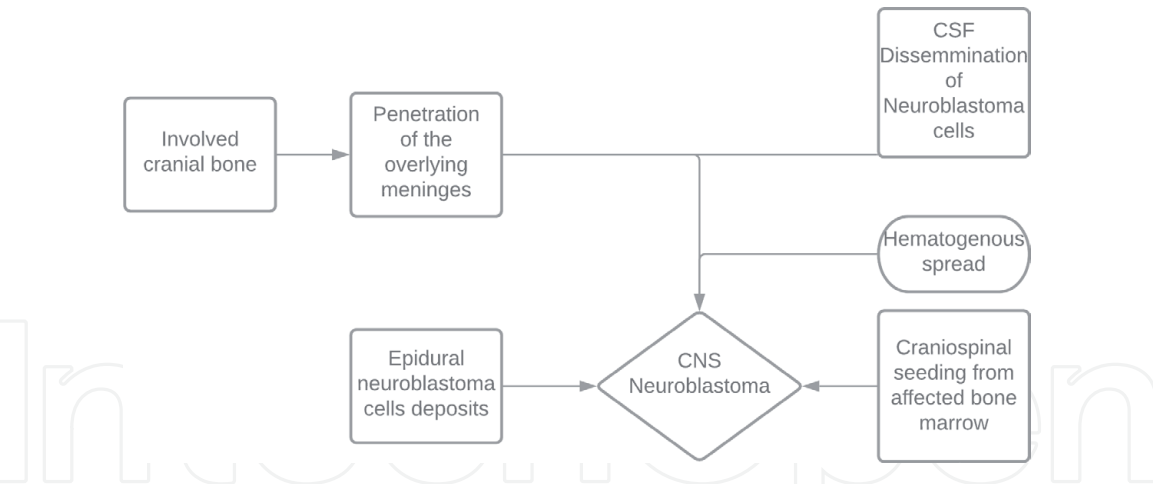 CSF
Dissemmination
of
Neuroblastoma
cells
Involved
cranial bone
Penetration
of the
overlying
meninges
Hematogenous
spread
Epidural
neuroblastoma
cells deposits
CNS
Neuroblastoma
Craniospinal
seeding from
affected bone
marrow
IntechOpen